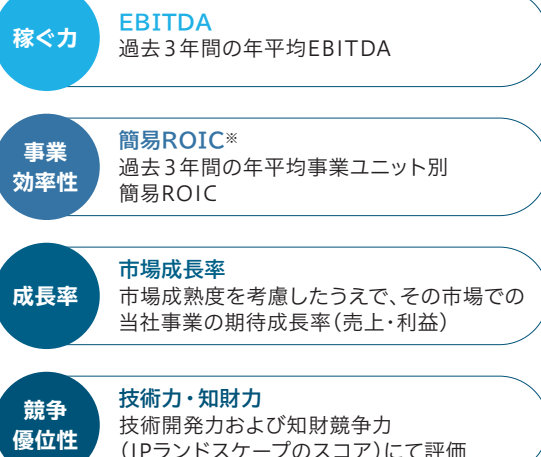 稼ぐ力
EBITDA
過去3年間の年平均EBITDA
事業
効率性
簡易ROIC※
過去3年間の年平均事業ユニット別
簡易ROIC
成長率
市場成長率
市場成熟度を考慮したうえで、その市場での
当社事業の期待成長率(売上・利益)
競争
優位性
技術力・知財力
技術開発力および知財競争力
(IPランドスケープのスコア)にて評価